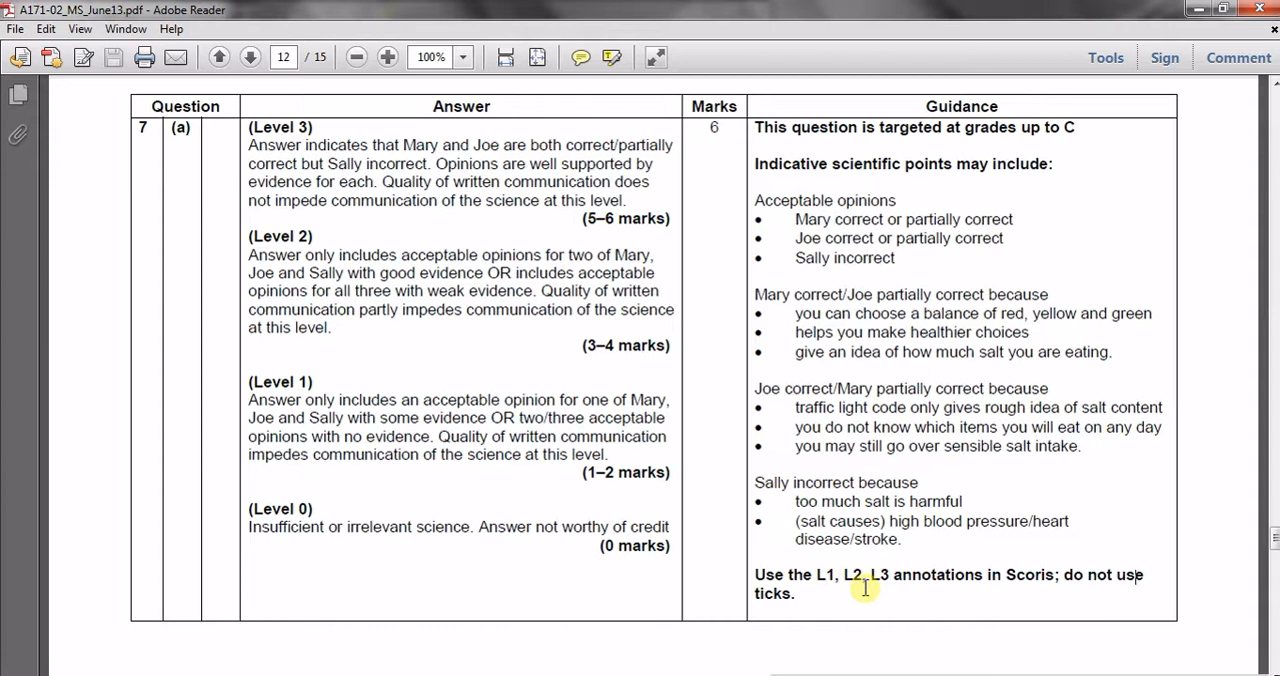 A171-02_MS_June13.pdf - Adobe Reader
File Edit View Window Help
12 / 15 100% Tools Sign Comment
Question Answer Marks Guidance
7 (a)
(Level 3)
Answer indicates that Mary and Joe are both correct/partially
correct but Sally incorrect. Opinions are well supported by
evidence for each. Quality of written communication does
not impede communication of the science at this level.
(5–6 marks)
(Level 2)
Answer only includes acceptable opinions for two of Mary,
Joe and Sally with good evidence OR includes acceptable
opinions for all three with weak evidence. Quality of written
communication partly impedes communication of the science
at this level.
(3–4 marks)
(Level 1)
Answer only includes an acceptable opinion for one of Mary,
Joe and Sally with some evidence OR two/three acceptable
opinions with no evidence. Quality of written communication
impedes communication of the science at this level.
(1–2 marks)
(Level 0)
Insufficient or irrelevant science. Answer not worthy of credit
(0 marks)
6
This question is targeted at grades up to C
Indicative scientific points may include:
Acceptable opinions
• Mary correct or partially correct
• Joe correct or partially correct
• Sally incorrect
Mary correct/Joe partially correct because
• you can choose a balance of red, yellow and green
• helps you make healthier choices
• give an idea of how much salt you are eating.
Joe correct/Mary partially correct because
• traffic light code only gives rough idea of salt content
• you do not know which items you will eat on any day
• you may still go over sensible salt intake.
Sally incorrect because
• too much salt is harmful
• (salt causes) high blood pressure/heart
disease/stroke.
Use the L1, L2, L3 annotations in Scoris; do not use
ticks.